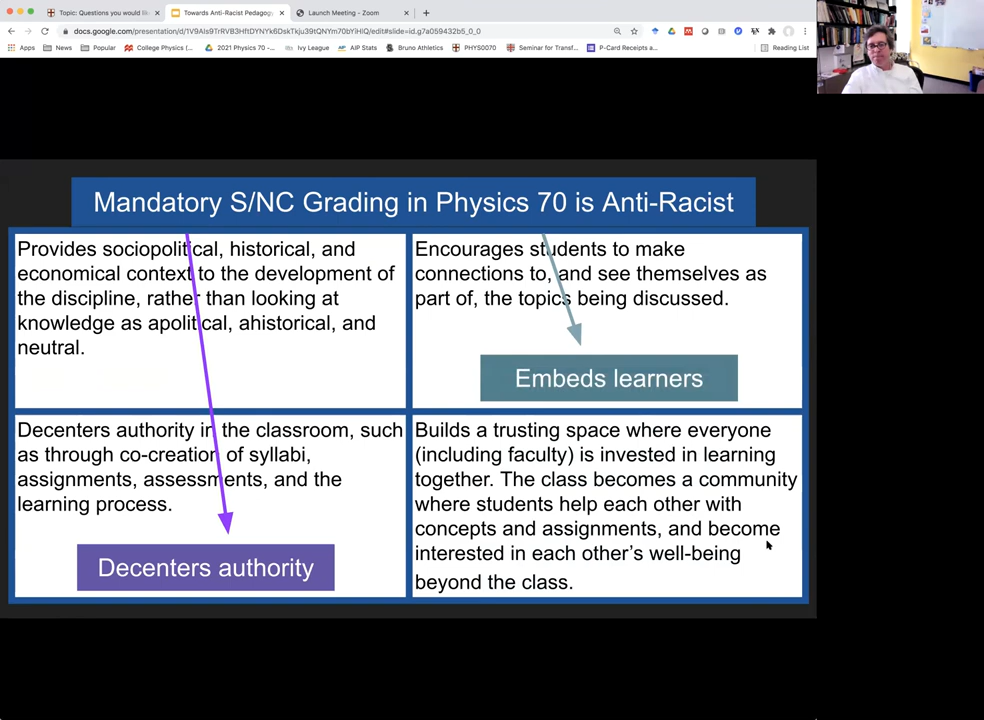 Topic: Questions you would lik
Towards Anti-Racist Pedagogy
Launch Meeting - Zoom
docs.google.com/presentation/d/1V9Als9TrRVB3HftDYNYk6DskTkju39tQNYm70bYiHlQ/edit#slide=id.g7a059432b5_0_0
Apps
News
Popular
College Physics (...
2021 Physics 70 -...
Ivy League
AIP Stats
Bruno Athletics
PHYS0070
Seminar for Transf...
P-Card Receipts a...
Reading List
Mandatory S/NC Grading in Physics 70 is Anti-Racist
Provides sociopolitical, historical, and
economical context to the development of
the discipline, rather than looking at
knowledge as apolitical, ahistorical, and
neutral.
Encourages students to make
connections to, and see themselves as
part of, the topics being discussed.
Embeds learners
Decenters authority in the classroom, such
as through co-creation of syllabi,
assignments, assessments, and the
learning process.
Decenters authority
Builds a trusting space where everyone
(including faculty) is invested in learning
together. The class becomes a community
where students help each other with
concepts and assignments, and become
interested in each other's well-being
beyond the class.